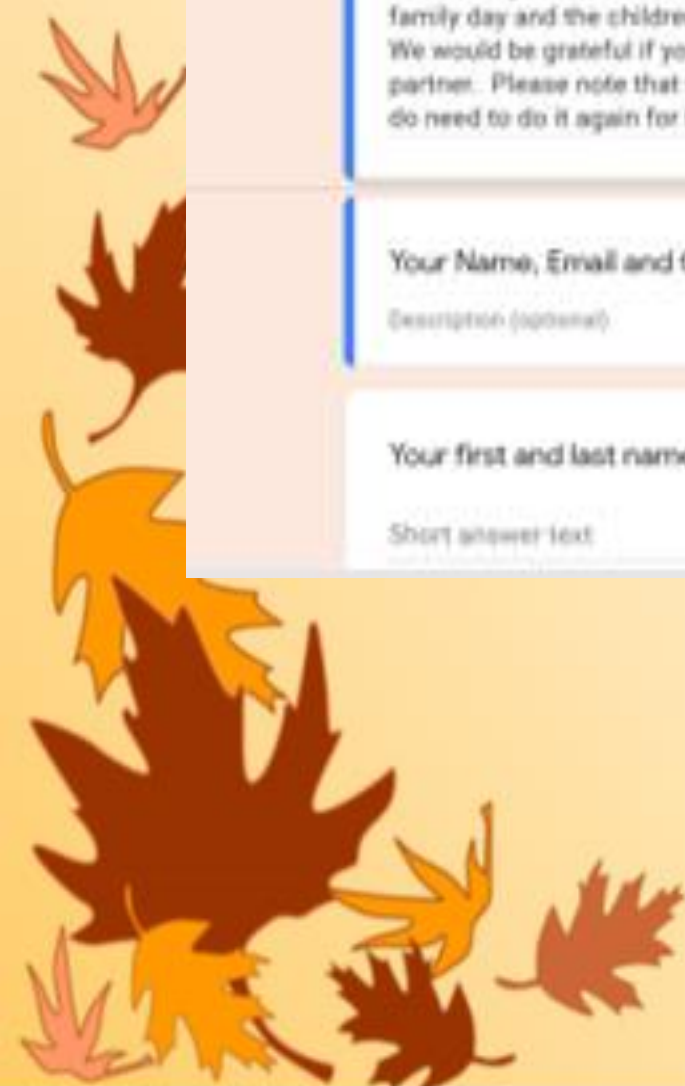 family day and the childre
We would be grateful if yo
partner. Please note that
do need to do it again for
Your Name, Email and
Description (optional)
Your first and last name
Short answer text